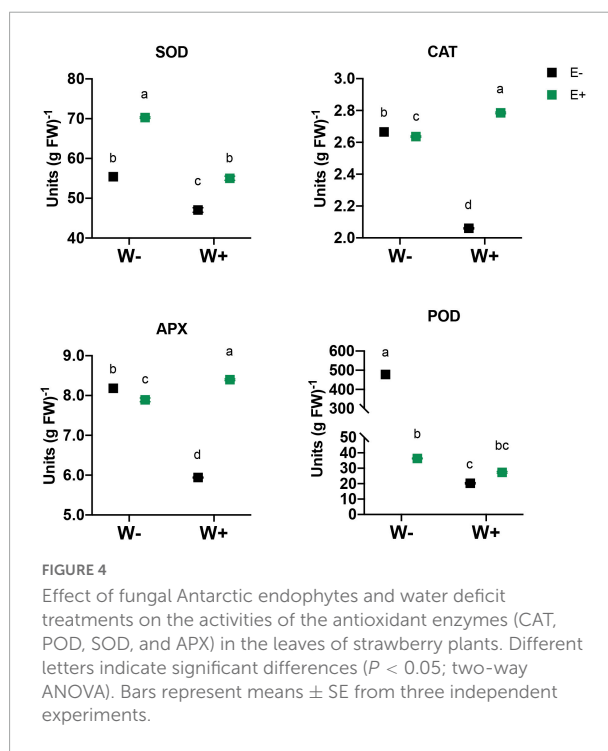 SOD
Units (g FW)-1
80
70
60
50
40
b
a
c
b
W-
W+
CAT
Units (g FW)-1
3.0
2.8
2.6
2.4
2.2
2.0
b
c
d
a
W-
W+
E-
E+
APX
Units (g FW)-1
9.0
8.0
7.0
6.0
5.0
b
c
d
a
W-
W+
POD
Units (g FW)-1
600
500
400
300
50
40
30
20
10
0
a
b
c
bc
W-
W+
FIGURE 4
Effect of fungal Antarctic endophytes and water deficit
treatments on the activities of the antioxidant enzymes (CAT,
POD, SOD, and APX) in the leaves of strawberry plants. Different
letters indicate significant differences (P < 0.05; two-way
ANOVA). Bars represent means ± SE from three independent
experiments.